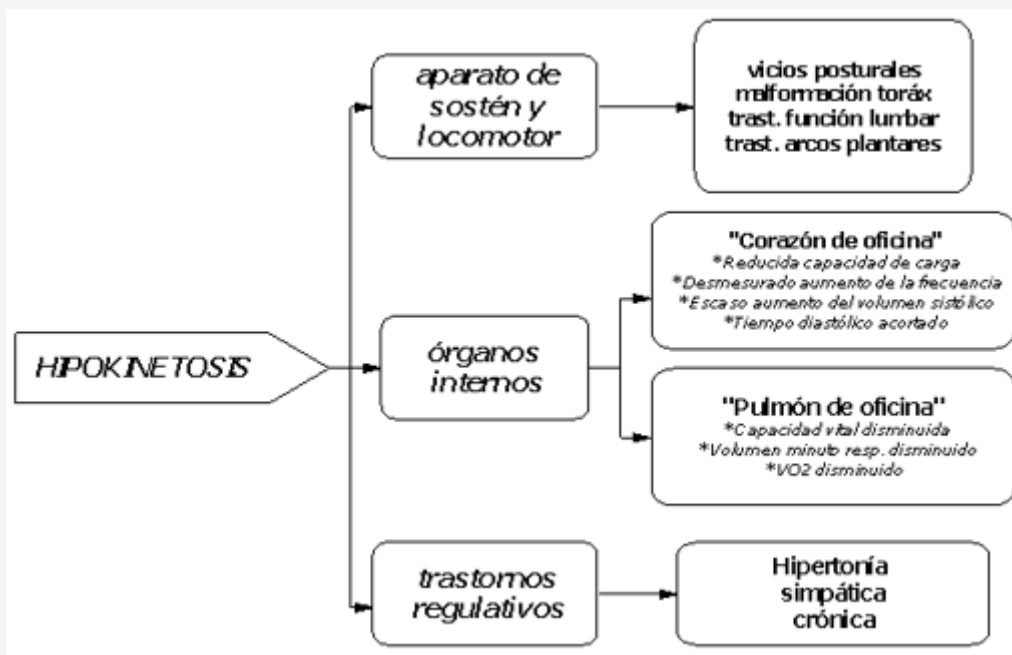 aparato de
sostén y
locomotor
vicios posturales
malformación toráx
trast. función lumbar
trast. arcos plantares
HIPOKINETOSIS
órganos
internos
"Corazón de oficina"
*Reducida capacidad de carga
*Desmesurado aumento de la frecuencia
*Escaso aumento del volumen sistólico
*Tiempo diastólico acortado
"Pulmón de oficina"
*Capacidad vital disminuida
*Volumen minuto resp. disminuido
*VO2 disminuido
trastornos
regulativos
Hipertonía
simpática
crónica